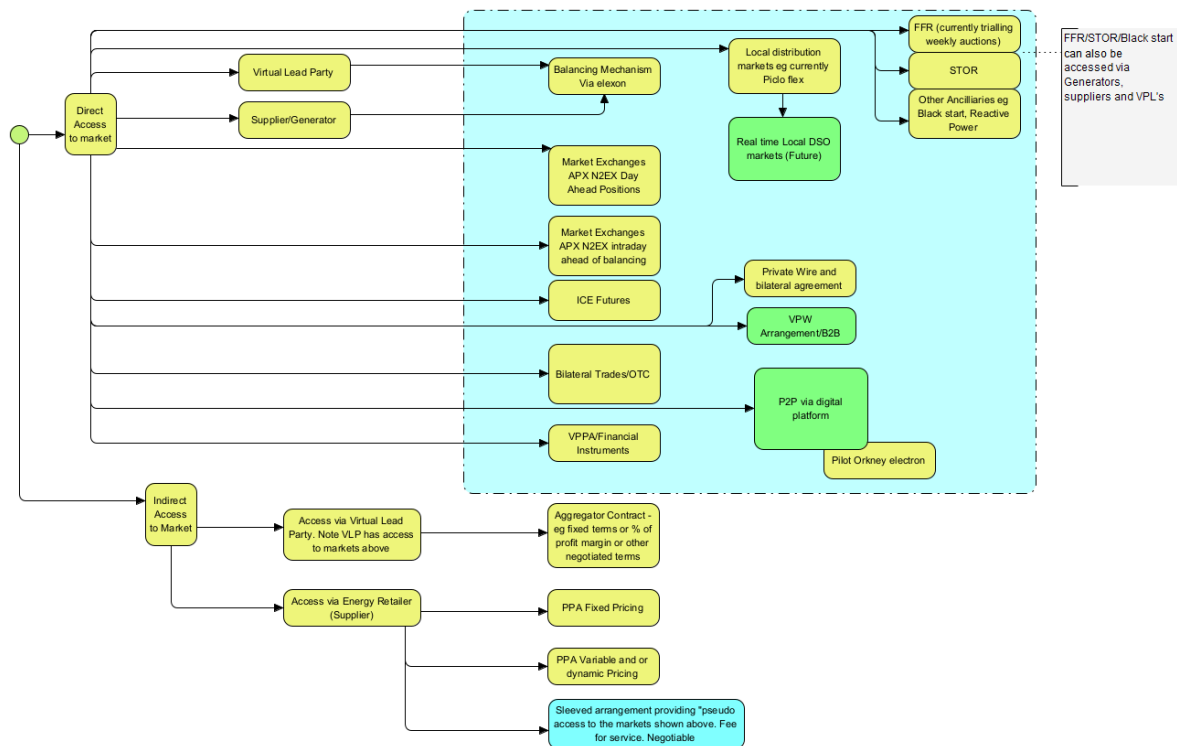 FFR (currently trialling
weekly auctions)
FFR/STOR/Black start
can also be
accessed via
Generators,
suppliers and VPL's
Local distribution
markets eg currently
Piclo flex
STOR
Virtual Lead Party
Balancing Mechanism
Via elexon
Other Ancilliaries eg
Black start, Reactive
Power
Direct
Access
to market
Supplier/Generator
Real time Local DSO
markets (Future)
Market Exchanges
APX N2EX Day
Ahead Positions
Market Exchanges
APX N2EX intraday
ahead of balancing
Private Wire and
bilateral agreement
ICE Futures
VPW
Arrangement/B2B
Bilateral Trades/OTC
P2P via digital
platform
VPPA/Financial
Instruments
Pilot Orkney electron
Indirect
Access
to Market
Access via Virtual Lead
Party. Note VLP has access
to markets above
Aggregator Contract -
eg fixed terms or % of
profit margin or other
negotiated terms
Access via Energy Retailer
(Supplier)
PPA Fixed Pricing
PPA Variable and or
dynamic Pricing
Sleeved arrangement providing "pseudo
access to the markets shown above. Fee
for service. Negotiable